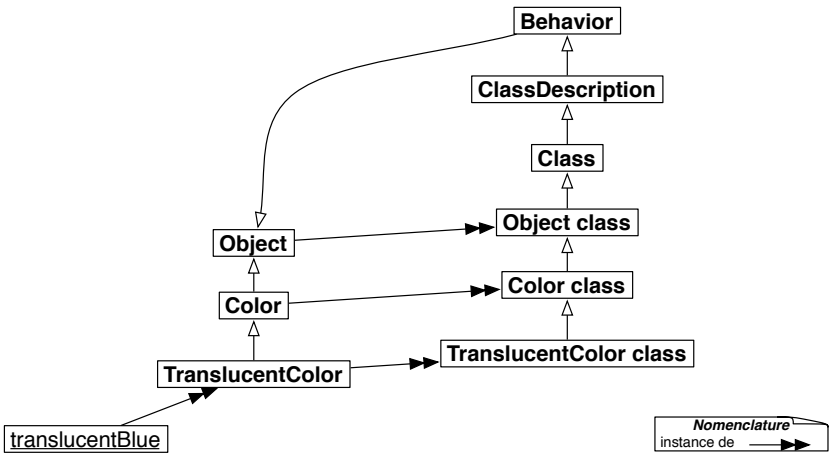 Behavior
ClassDescription
Class
Object class
Object
Color class
Color
TranslucentColor class
TranslucentColor
translucentBlue
Nomenclature
instance de